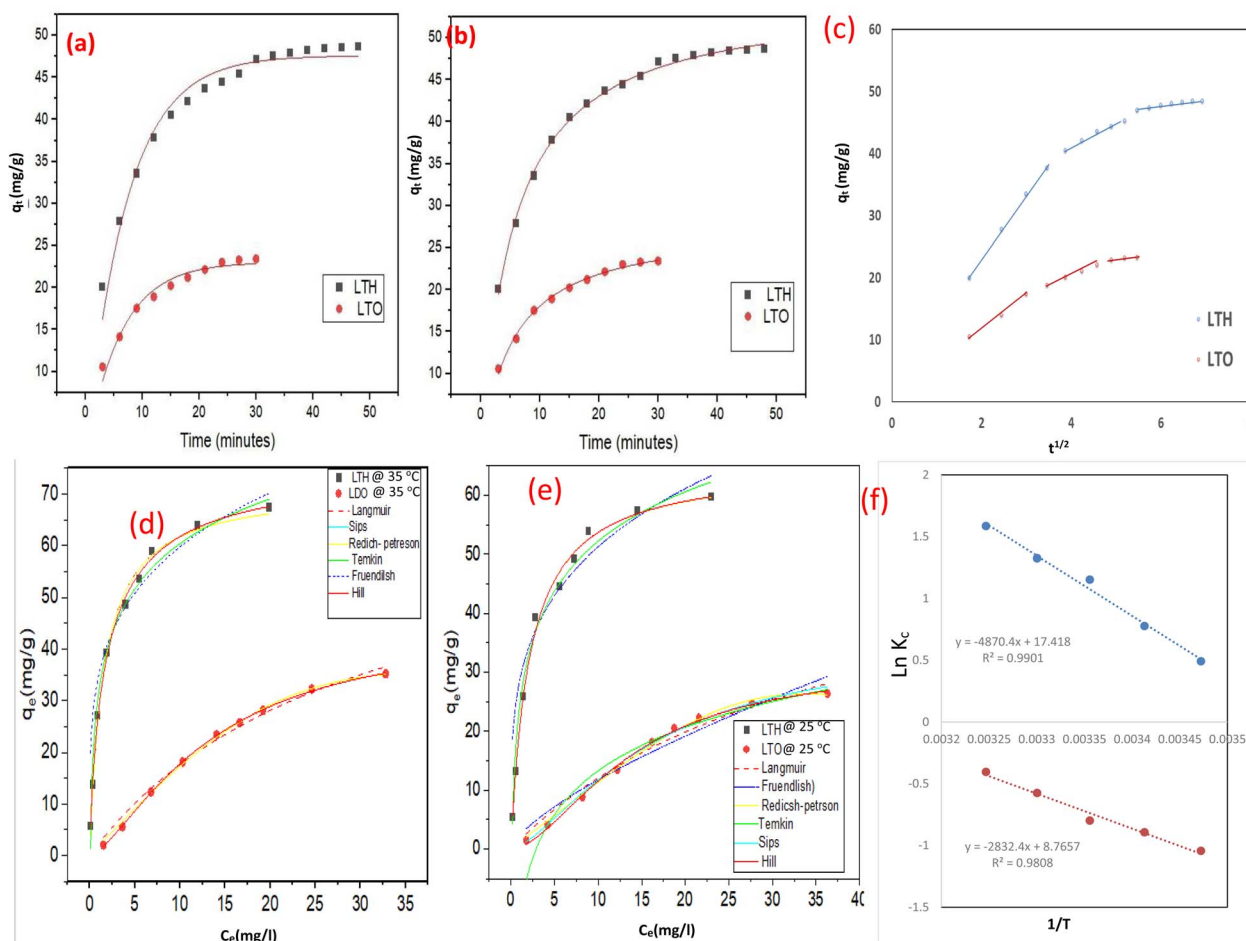 (a)
50
45
40
35
30
25
20
15
10
qt (mg/g)
LTH
LTO
0
10
20
30
40
50
Time (minutes)
(b)
50
45
40
35
30
25
20
15
10
qt (mg/g)
LTH
LTO
0
10
20
30
40
50
Time (minutes)
(c)
60
50
40
30
20
10
0
qt (mg/g)
LTH
LTO
0
2
4
6
8
t1/2
(d)
70
60
50
40
30
20
10
0
qe(mg/g)
LTH @ 35 °C
LDO @ 35 °C
Langmuir
Sips
Redich- petreson
Temkin
Fruendilsh
Hill
0
5
10
15
20
25
30
35
Ce(mg/l)
(e)
70
60
50
40
30
20
10
0
qe(mg/g)
LTH @ 25 °C
LTO @ 25 °C
Langmuir
Fruendlish)
Redicsh-petrson
Temkin
Sips
Hill
0
5
10
15
20
25
30
35
40
Ce(mg/l)
(f)
2
1.5
1
0.5
0
-0.5
-1
-1.5
Ln KC
y = -4870.4x + 17.418
R² = 0.9901
0.0032
0.00325
0.0033
0.00335
0.0034
0.00345
0.0035
y = -2832.4x + 8.7657
R² = 0.9808
1/T